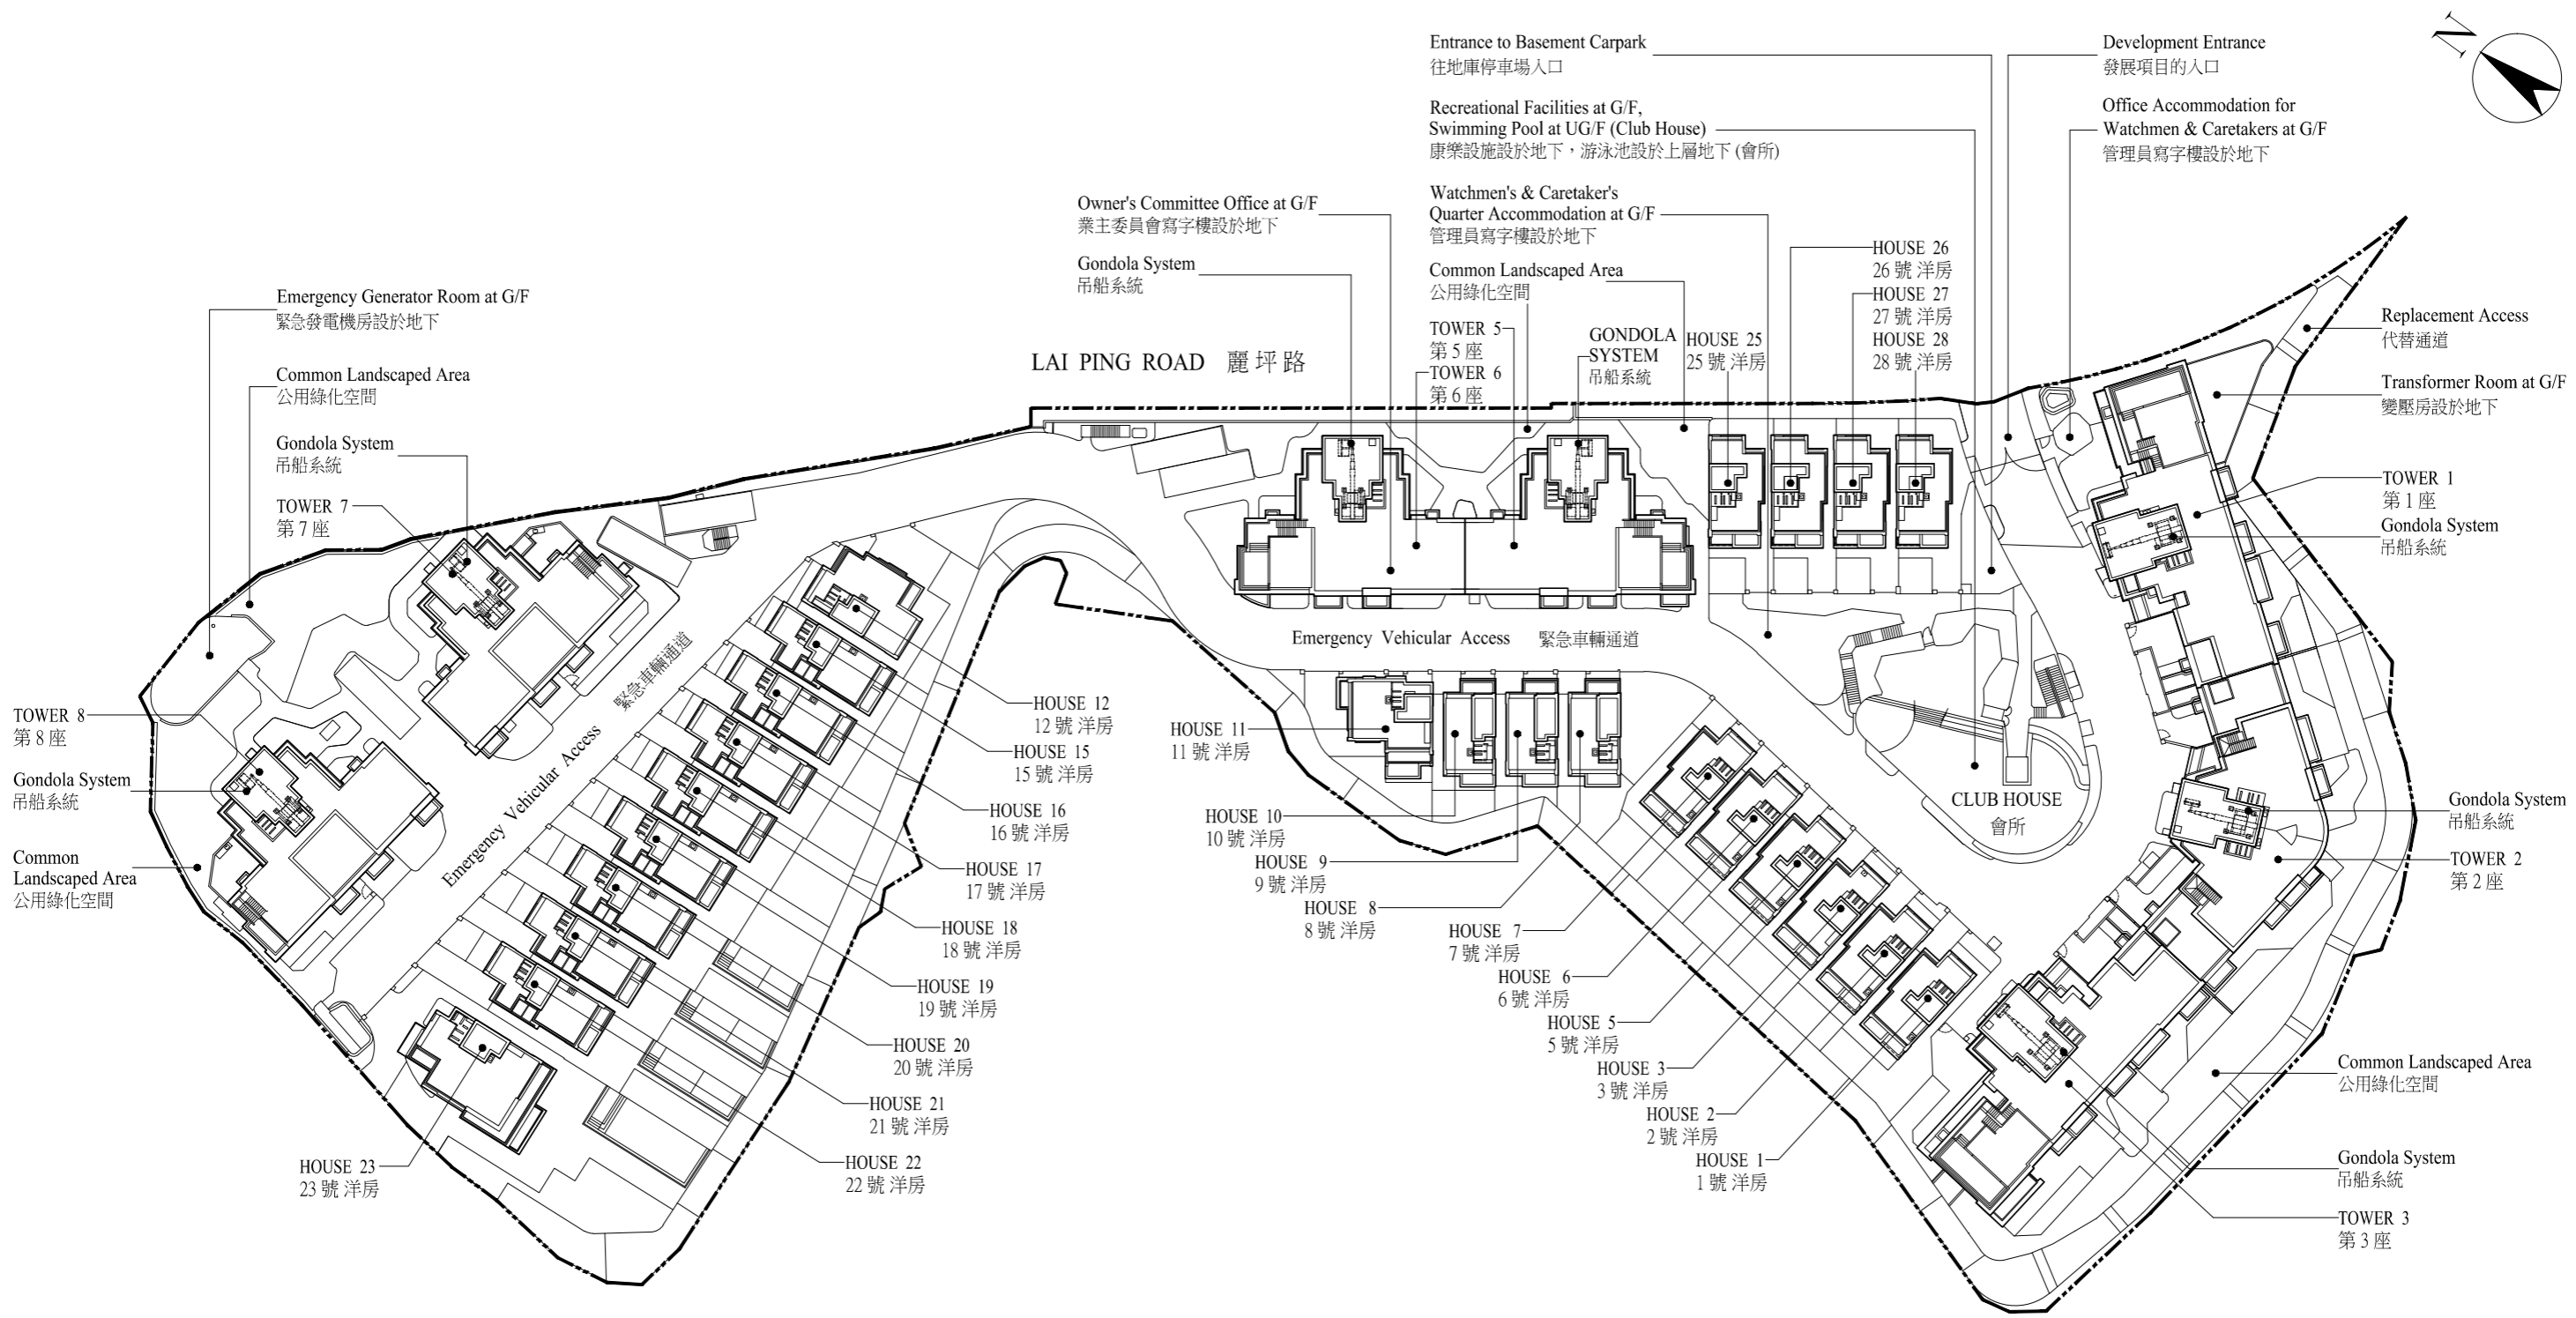 N
Entrance to Basement Carpark
往地庫停車場入口
Development Entrance
發展項目的入口
Recreational Facilities at G/F,
Swimming Pool at UG/F (Club House)
康樂設施設於地下，游泳池設於上層地下 (會所)
Office Accommodation for
Watchmen & Caretakers at G/F
管理員寫字樓設於地下
Owner's Committee Office at G/F
業主委員會寫字樓設於地下
Watchmen's & Caretaker's
Quarter Accommodation at G/F
管理員寫字樓設於地下
Gondola System
吊船系統
Common Landscaped Area
公用綠化空間
HOUSE 26
26 號 洋房
HOUSE 27
27 號 洋房
HOUSE 28
28 號 洋房
TOWER 5
第 5 座
TOWER 6
第 6 座
GONDOLA
SYSTEM
吊船系統
HOUSE 25
25 號 洋房
LAI PING ROAD 麗坪路
Emergency Generator Room at G/F
緊急發電機房設於地下
Common Landscaped Area
公用綠化空間
Gondola System
吊船系統
TOWER 7
第 7 座
Replacement Access
代替通道
Transformer Room at G/F
變壓房設於地下
TOWER 1
第 1 座
Gondola System
吊船系統
Emergency Vehicular Access 緊急車輛通道
Emergency Vehicular Access 緊急車輛通道
TOWER 8
第 8 座
Gondola System
吊船系統
Common
Landscaped Area
公用綠化空間
HOUSE 12
12 號 洋房
HOUSE 15
15 號 洋房
HOUSE 16
16 號 洋房
HOUSE 17
17 號 洋房
HOUSE 18
18 號 洋房
HOUSE 19
19 號 洋房
HOUSE 20
20 號 洋房
HOUSE 21
21 號 洋房
HOUSE 22
22 號 洋房
HOUSE 23
23 號 洋房
HOUSE 11
11 號 洋房
HOUSE 10
10 號 洋房
HOUSE 9
9 號 洋房
HOUSE 8
8 號 洋房
HOUSE 7
7 號 洋房
HOUSE 6
6 號 洋房
HOUSE 5
5 號 洋房
HOUSE 3
3 號 洋房
HOUSE 2
2 號 洋房
HOUSE 1
1 號 洋房
CLUB HOUSE
會所
Gondola System
吊船系統
TOWER 2
第 2 座
Common Landscaped Area
公用綠化空間
Gondola System
吊船系統
TOWER 3
第 3 座